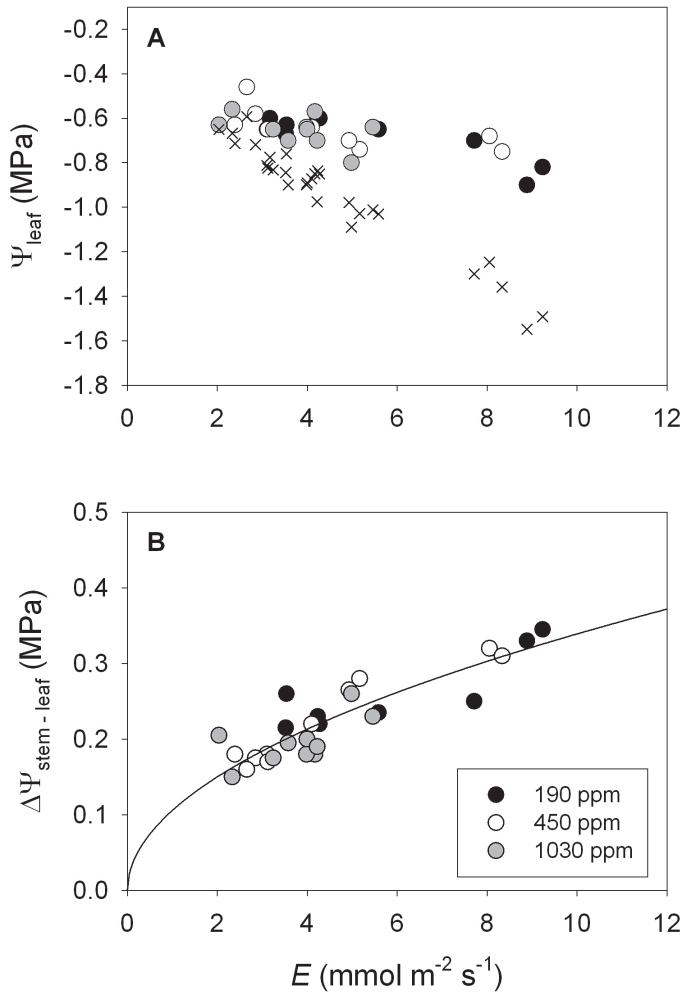 A
-0.2
-0.4
-0.6
-0.8
-1.0
-1.2
-1.4
-1.6
-1.8
Ψleaf (MPa)
0 2 4 6 8 10 12
B
0.5
0.4
0.3
0.2
0.1
0.0
ΔΨstem - leaf (MPa)
190 ppm
450 ppm
1030 ppm
0 2 4 6 8 10 12
E (mmol m-2 s-1)